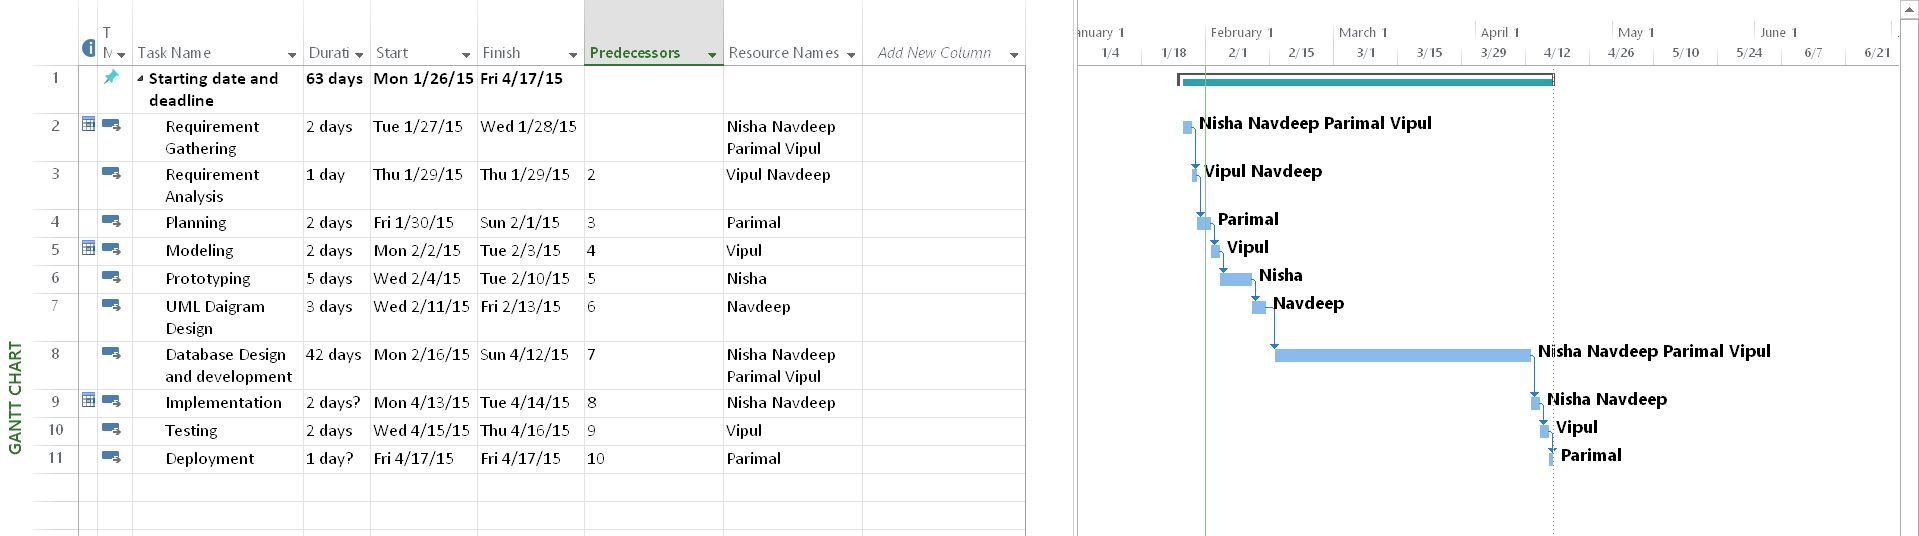 GANTT CHART
T
M
Task Name
Durati
Start
Finish
Predecessors
Resource Names
Add New Column
1
Starting date and
deadline
63 days
Mon 1/26/15
Fri 4/17/15
2
Requirement
Gathering
2 days
Tue 1/27/15
Wed 1/28/15
Nisha Navdeep
Parimal Vipul
3
Requirement
Analysis
1 day
Thu 1/29/15
Thu 1/29/15
2
Vipul Navdeep
4
Planning
2 days
Fri 1/30/15
Sun 2/1/15
3
Parimal
5
Modeling
2 days
Mon 2/2/15
Tue 2/3/15
4
Vipul
6
Prototyping
5 days
Wed 2/4/15
Tue 2/10/15
5
Nisha
7
UML Daigram
Design
3 days
Wed 2/11/15
Fri 2/13/15
6
Navdeep
8
Database Design
and development
42 days
Mon 2/16/15
Sun 4/12/15
7
Nisha Navdeep
Parimal Vipul
9
Implementation
2 days?
Mon 4/13/15
Tue 4/14/15
8
Nisha Navdeep
10
Testing
2 days
Wed 4/15/15
Thu 4/16/15
9
Vipul
11
Deployment
1 day?
Fri 4/17/15
Fri 4/17/15
10
Parimal
anuary 1 February 1 March 1 April 1 May 1 June 1
1/4 1/18 2/1 2/15 3/1 3/15 3/29 4/12 4/26 5/10 5/24 6/7 6/21
Nisha Navdeep Parimal Vipul
Vipul Navdeep
Parimal
Vipul
Nisha
Navdeep
Nisha Navdeep Parimal Vipul
Nisha Navdeep
Vipul
Parimal